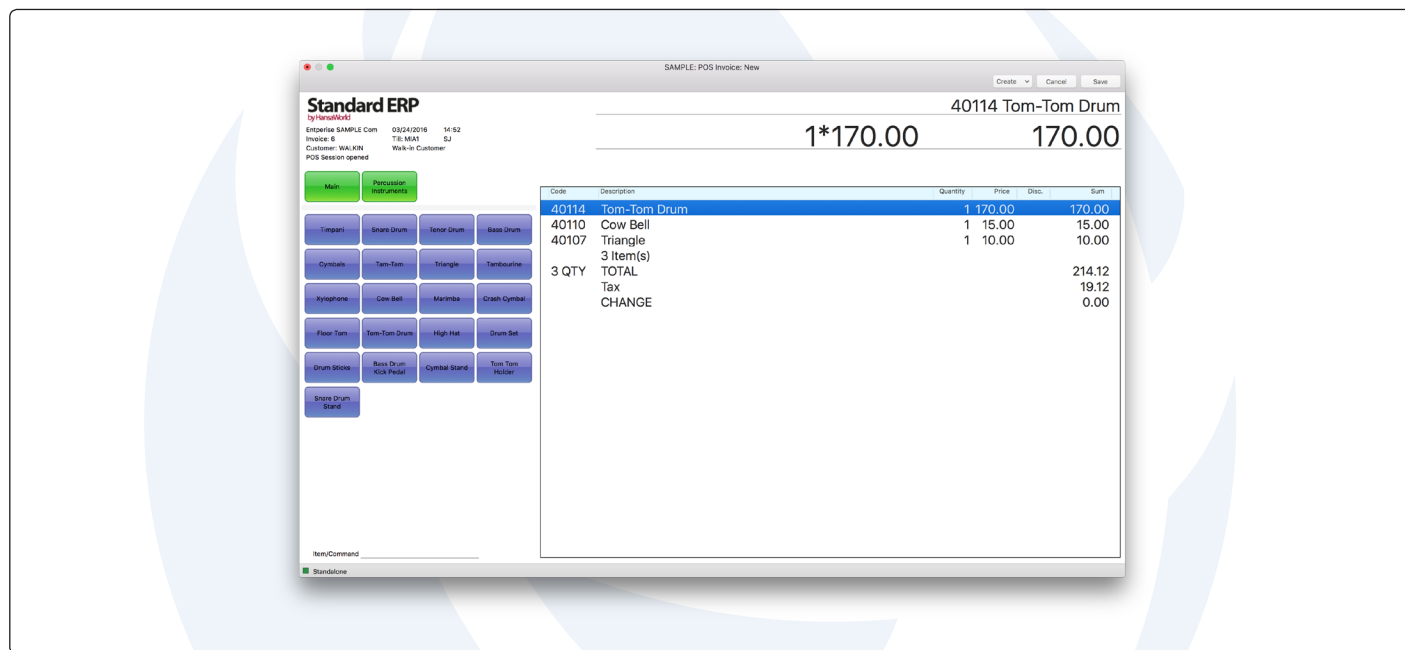 SAMPLE: POS Invoice: New
Create Cancel Save
Standard ERP
by HansaWorld
40114 Tom-Tom Drum
1*170.00 170.00
Entperise SAMPLE Com 03/24/2016 14:52
Invoice: 6 Till: MIA1 SJ
Customer: WALKIN Walk-in Customer
POS Session opened
Main
Percussion
Instruments
Timpani Snare Drum Tenor Drum Bass Drum
Cymbals Tam-Tam Triangle Tambourine
Xylophone Cow Bell Marimba Crash Cymbal
Floor Tom Tom-Tom Drum High Hat Drum Set
Drum Sticks
Bass Drum
Kick Pedal
Cymbal Stand
Tom Tom
Holder
Snare Drum
Stand
Code Description Quantity Price Disc. Sum
40114 Tom-Tom Drum 1 170.00 170.00
40110 Cow Bell 1 15.00 15.00
40107 Triangle 1 10.00 10.00
3 Item(s)
3 QTY TOTAL 214.12
Tax 19.12
CHANGE 0.00
Item/Command
Standalone